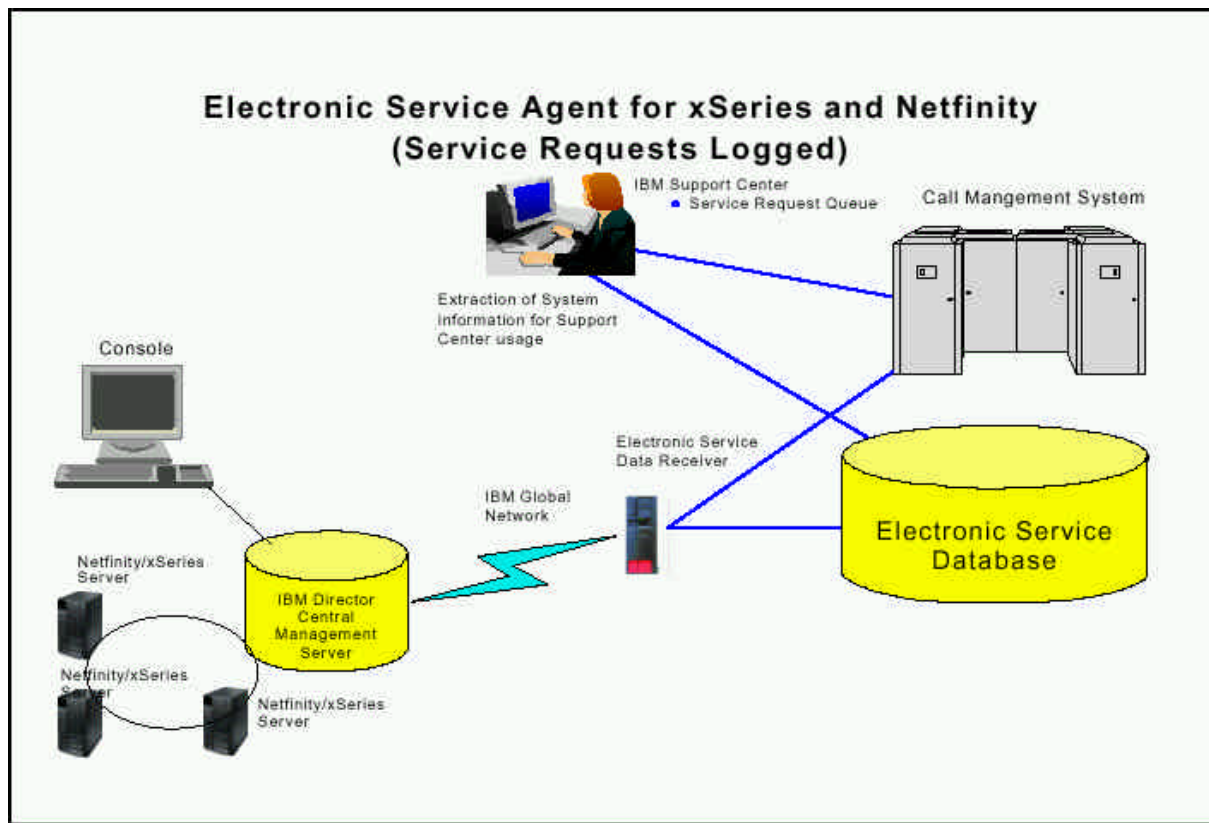 Electronic Service Agent for xSeries and Netfinity
(Service Requests Logged)
IBM Support Center
• Service Request Queue
Call Mangement System
Extraction of System
information for Support
Center usage
Console
Electronic Service
Data Receiver
IBM Global
Network
Electronic Service
Database
Netfinity/xSeries
Server
IBM Director
Central
Management
Server
Netfinity/xSeries
Server
Netfinity/xSeries
Server